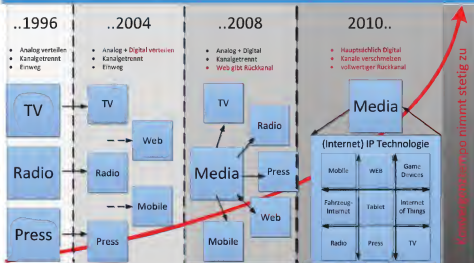 ..1996
• Analog verteilen
• Kanalgetrennt
• Einweg
TV
Radio
Press
..2004
• Analog + Digital verteilen
• Kanalgetrennt
• Einweg
TV
Web
Radio
Mobile
Press
..2008
• Analog + Digital
• Kanalgetrennt
• Web gibt Rückkanal
TV
Radio
Media
Press
Web
Mobile
2010..
• Hauptsächlich Digital
• Kanäle verschmelzen
• vollwertiger Rückkanal
Media
(Internet) IP Technologie
Mobile
WEB
Game
Devices
Fahrzeug-
Internet
Tablet
Internet
of Things
Radio
Press
TV
nimmt stetig zu